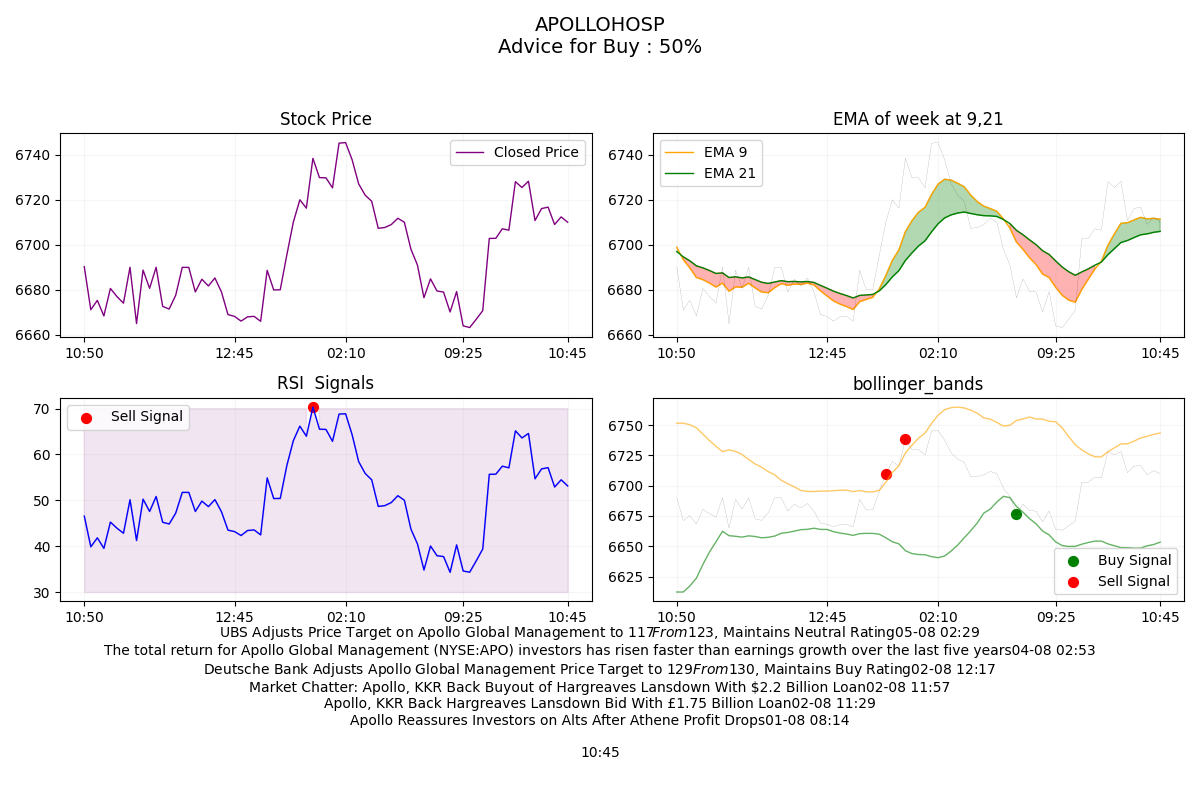 APOLLOHOSP
Advice for Buy : 50%
Stock Price
6740
6720
6700
6680
6660
Closed Price
10:50
12:45
02:10
09:25
10:45
EMA of week at 9,21
6740
6720
6700
6680
6660
EMA 9
EMA 21
10:50
12:45
02:10
09:25
10:45
RSI  Signals
70
60
50
40
30
Sell Signal
10:50
12:45
02:10
09:25
10:45
bollinger_bands
6750
6725
6700
6675
6650
6625
Buy Signal
Sell Signal
10:50
12:45
02:10
09:25
10:45
UBS Adjusts Price Target on Apollo Global Management to 117From123, Maintains Neutral Rating05-08 02:29
The total return for Apollo Global Management (NYSE:APO) investors has risen faster than earnings growth over the last five years04-08 02:53
Deutsche Bank Adjusts Apollo Global Management Price Target to 129From130, Maintains Buy Rating02-08 12:17
Market Chatter: Apollo, KKR Back Buyout of Hargreaves Lansdown With $2.2 Billion Loan02-08 11:57
Apollo, KKR Back Hargreaves Lansdown Bid With £1.75 Billion Loan02-08 11:29
Apollo Reassures Investors on Alts After Athene Profit Drops01-08 08:14
10:45